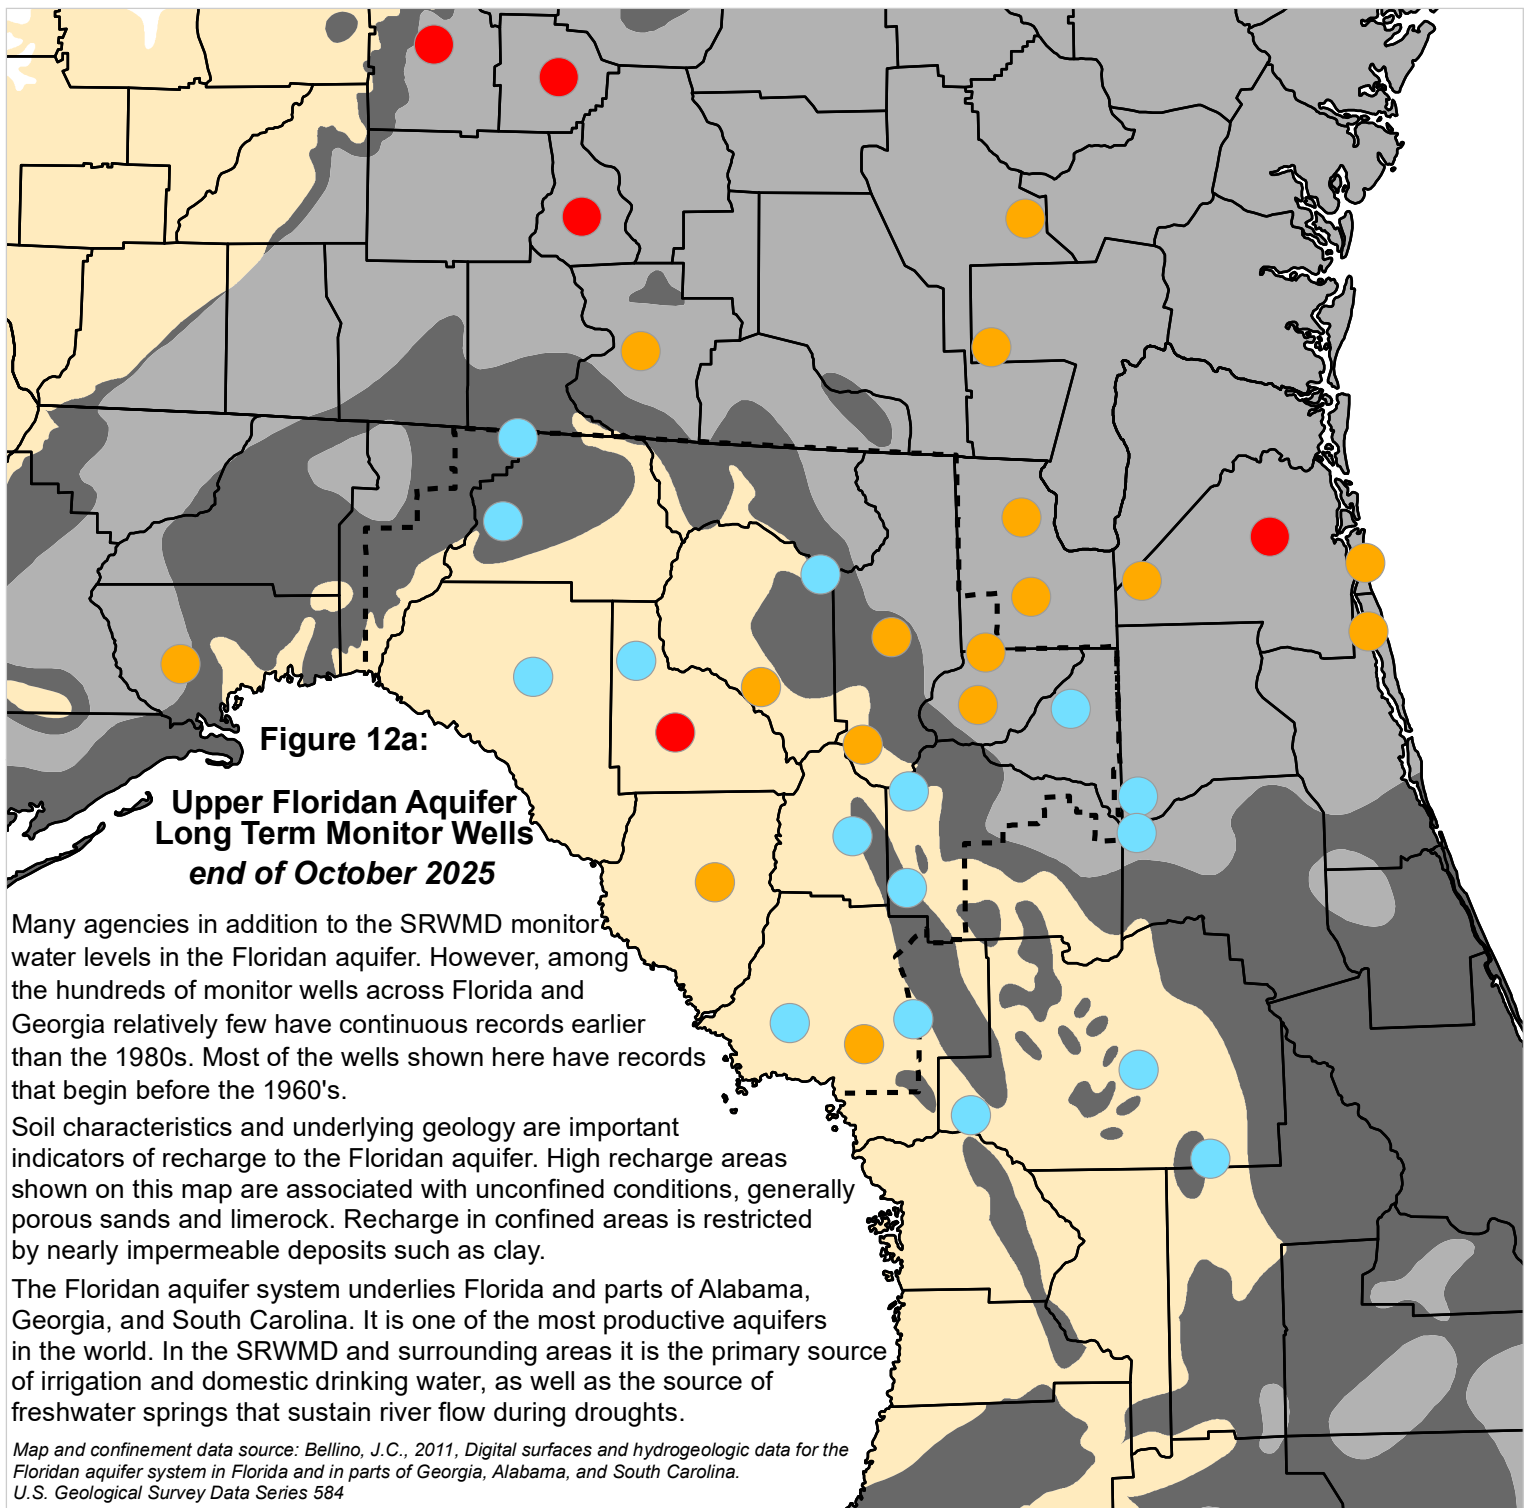 Figure 12a:
Upper Floridan Aquifer
Long Term Monitor Wells
end of October 2025
Many agencies in addition to the SRWMD monitor
water levels in the Floridan aquifer. However, among
the hundreds of monitor wells across Florida and
Georgia relatively few have continuous records earlier
than the 1980s. Most of the wells shown here have records
that begin before the 1960's.
Soil characteristics and underlying geology are important
indicators of recharge to the Floridan aquifer. High recharge areas
shown on this map are associated with unconfined conditions, generally
porous sands and limerock. Recharge in confined areas is restricted
by nearly impermeable deposits such as clay.
The Floridan aquifer system underlies Florida and parts of Alabama,
Georgia, and South Carolina. It is one of the most productive aquifers
in the world. In the SRWMD and surrounding areas it is the primary source
of irrigation and domestic drinking water, as well as the source of
freshwater springs that sustain river flow during droughts.
Map and confinement data source: Bellino, J.C., 2011, Digital surfaces and hydrogeologic data for the
Floridan aquifer system in Florida and in parts of Georgia, Alabama, and South Carolina.
U.S. Geological Survey Data Series 584